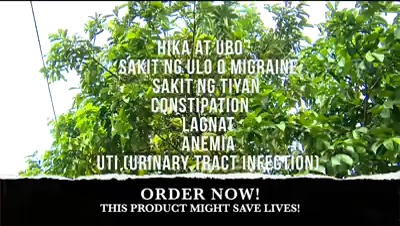 HIKA AT UBO
SAKIT NG ULO O MIGRAINE
SAKIT NG TIYAN
CONSTIPATION
LAGNAT
ANEMIA
UTI (URINARY TRACT INFECTION)
ORDER NOW!
THIS PRODUCT MIGHT SAVE LIVES!